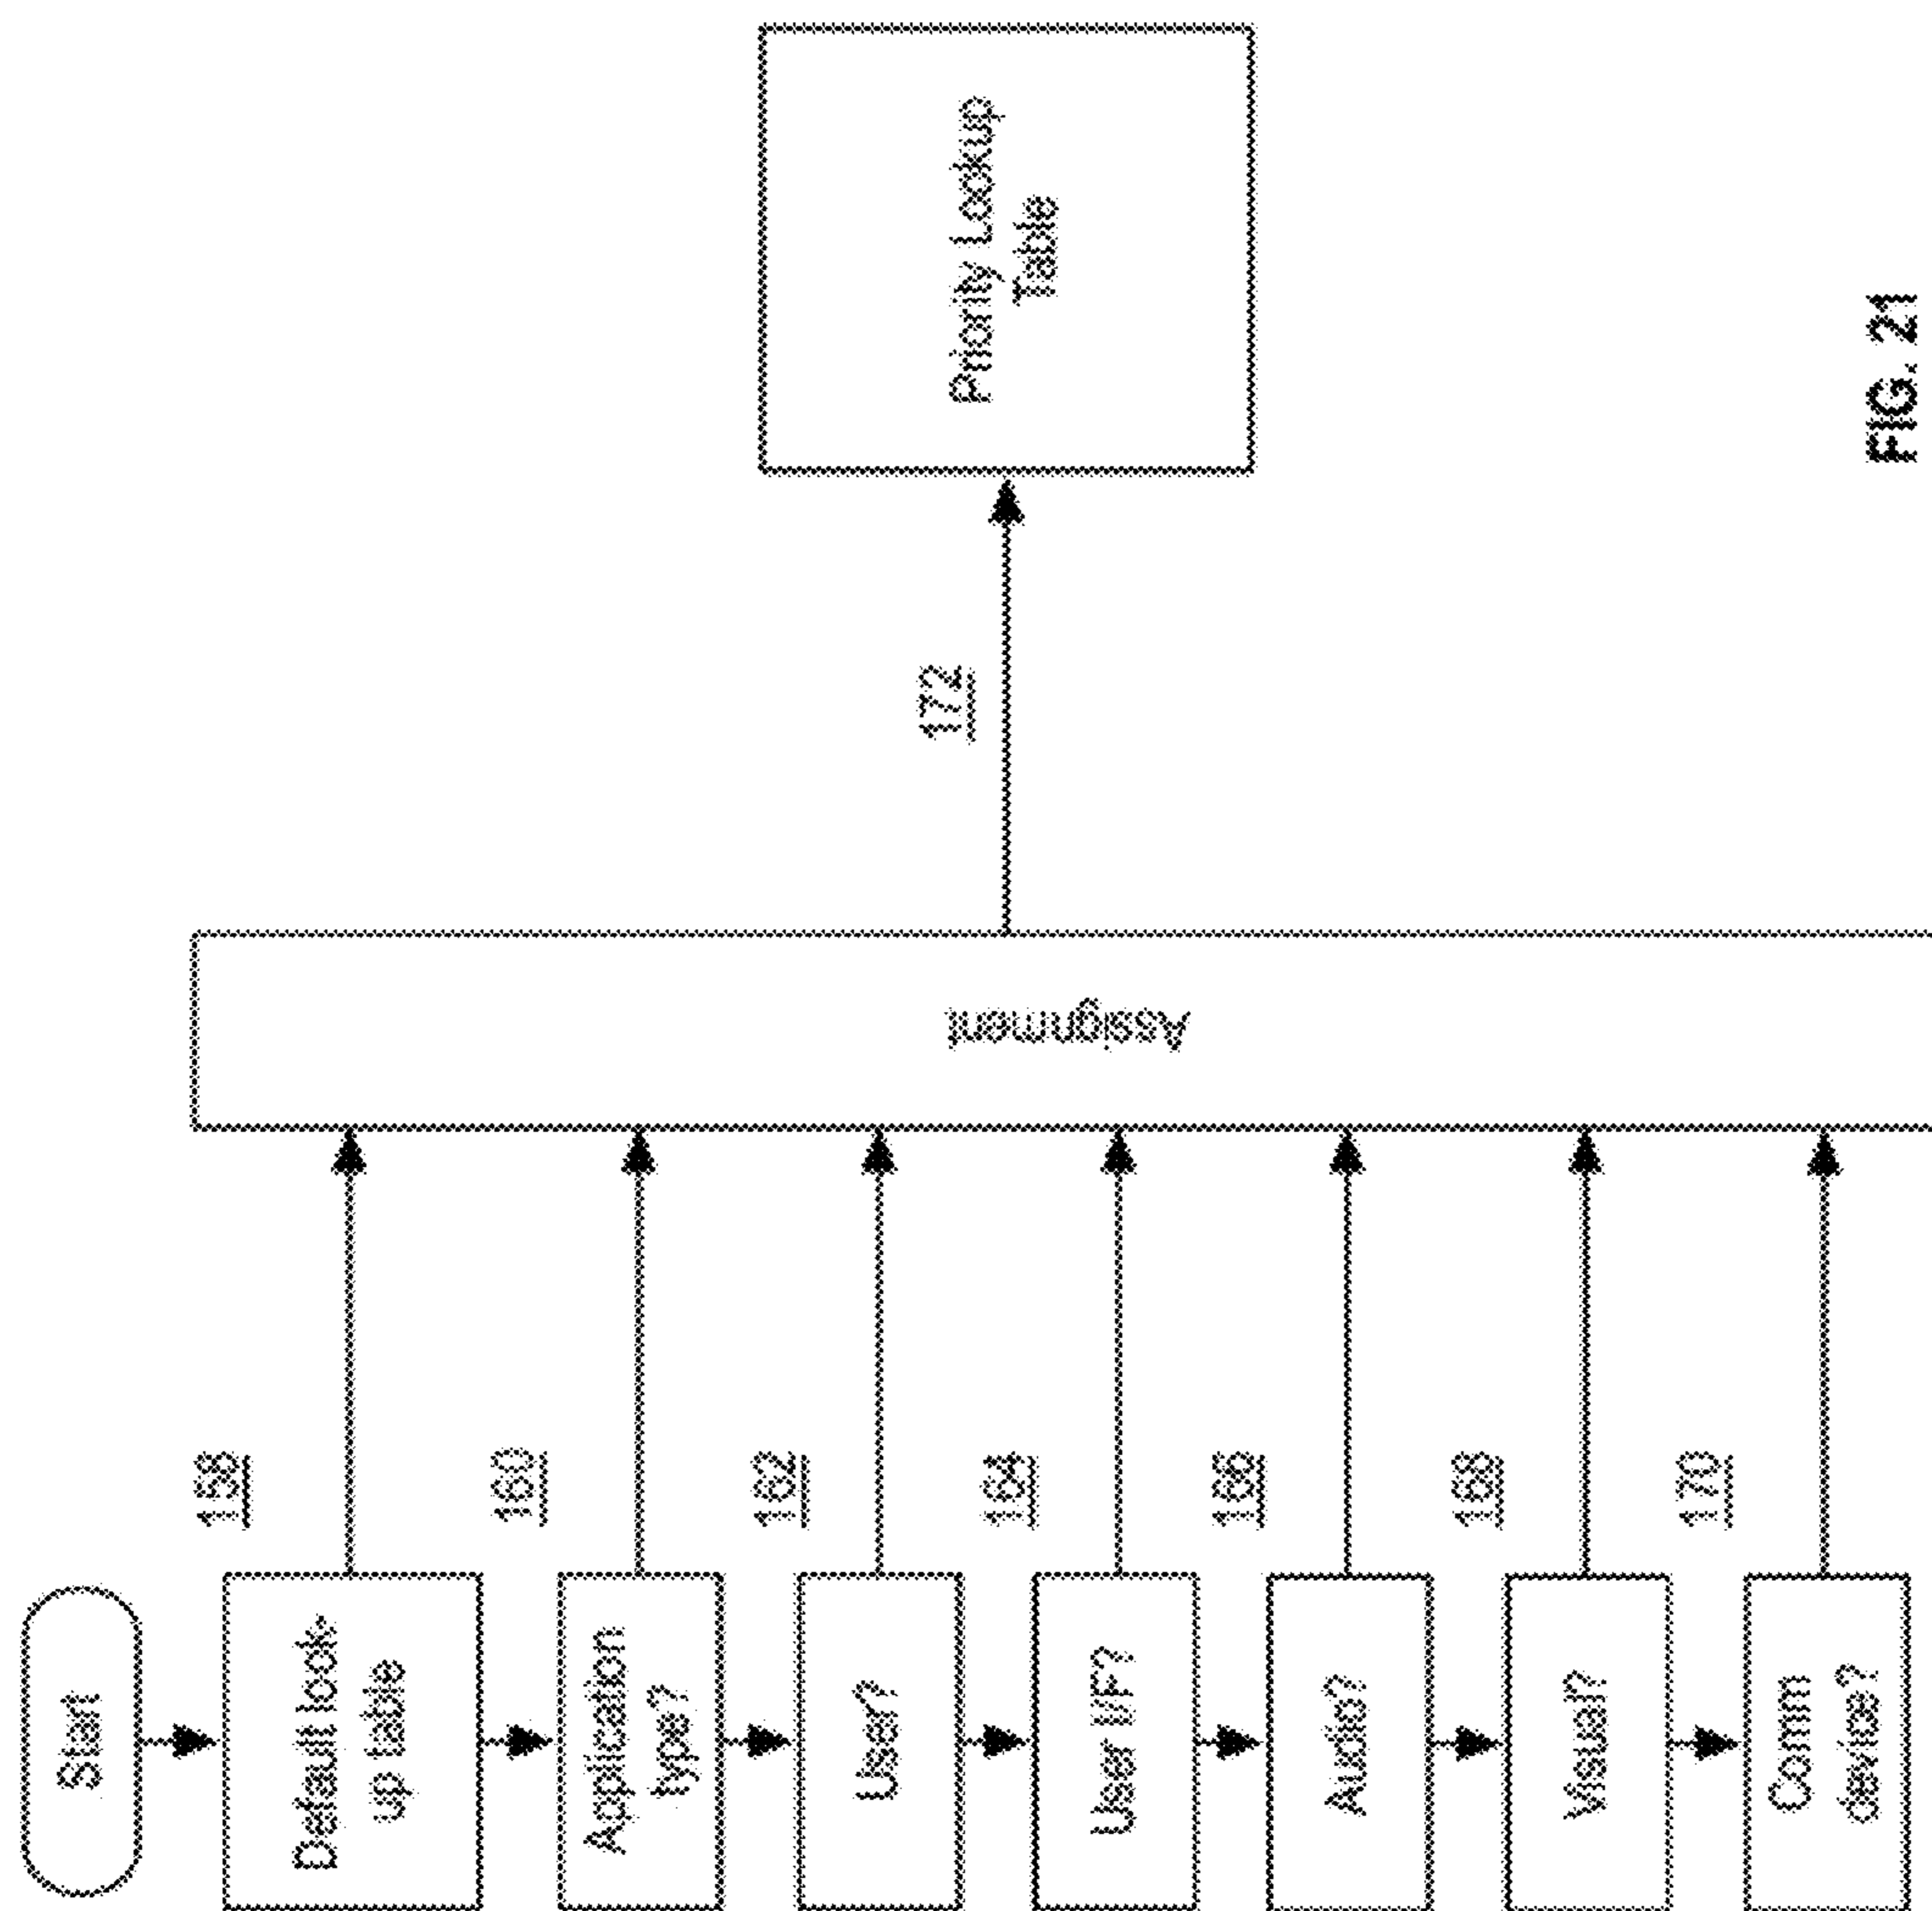 Start
158
Default look-
up table
160
Application
type?
162
User?
164
User I/F?
166
Audio?
168
Visual?
170
Comm
device?
Assignment
172
Priority Lookup
Table
FIG. 21